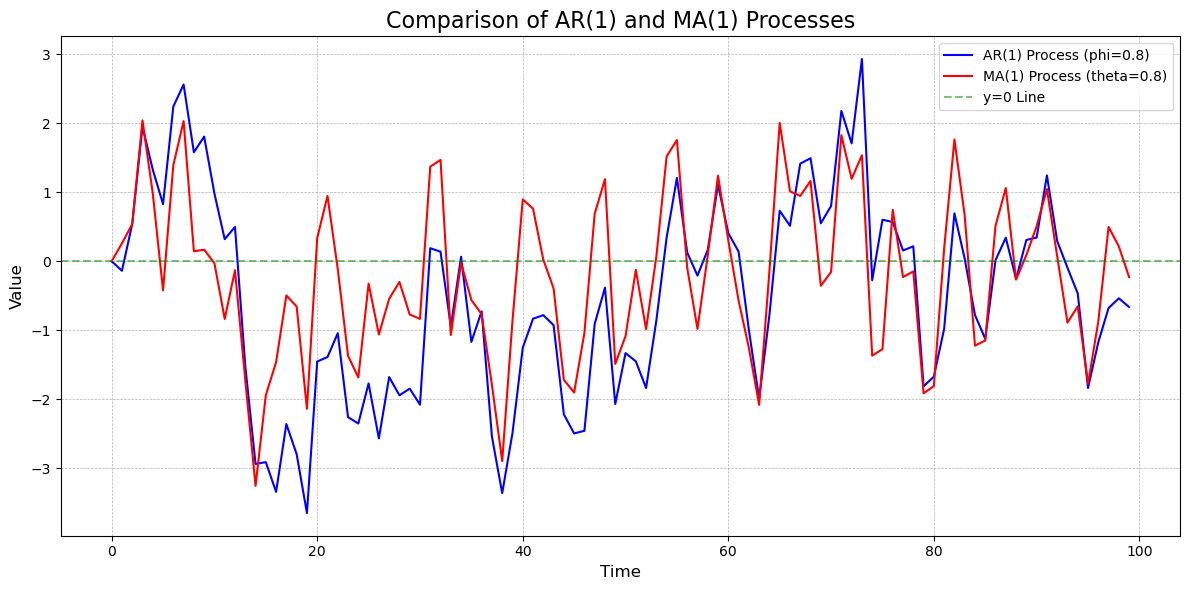 Comparison of AR(1) and MA(1) Processes
AR(1) Process (phi=0.8)
MA(1) Process (theta=0.8)
y=0 Line
Value
3
2
1
0
−1
−2
−3
0 20 40 60 80 100
Time